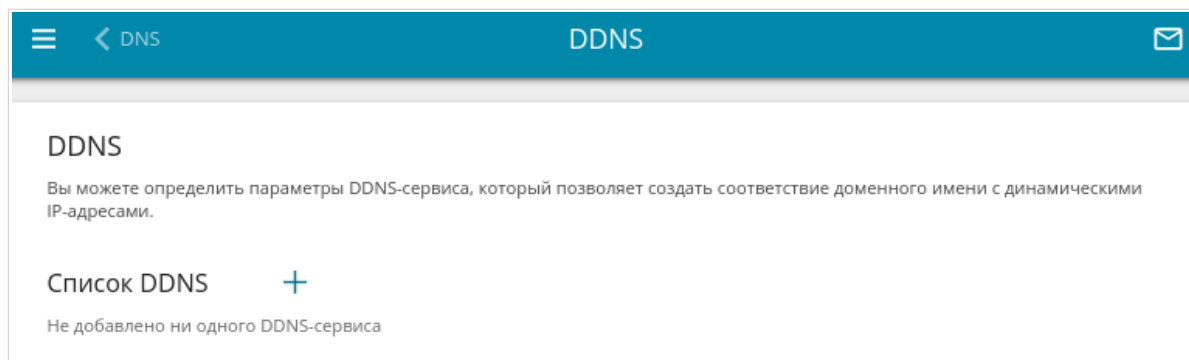 DNS
DDNS
DDNS
Вы можете определить параметры DDNS-сервиса, который позволяет создать соответствие доменного имени с динамическими
IP-адресами.
Список DDNS
Не добавлено ни одного DDNS-сервиса